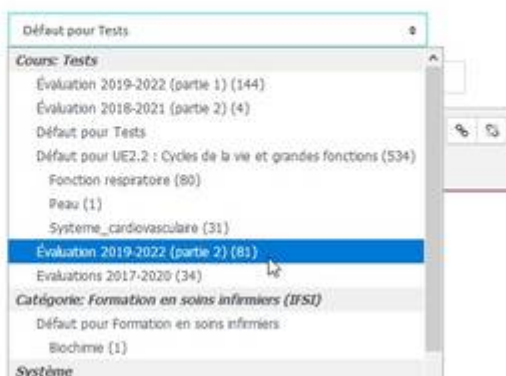 Défaut pour Tests
Cours: Tests
Évaluation 2019-2022 (partie 1) (144)
Évaluation 2018-2021 (partie 2) (4)
Défaut pour Tests
Défaut pour UE2.2 : Cycles de la vie et grandes fonctions (534)
Fonction respiratoire (80)
Peau (1)
Systeme_cardiovasculaire (31)
Évaluation 2019-2022 (partie 2) (81)
Evaluations 2017-2020 (34)
Catégorie: Formation en soins infirmiers (IFSI)
Défaut pour Formation en soins infirmiers
Biochimie (1)
Système